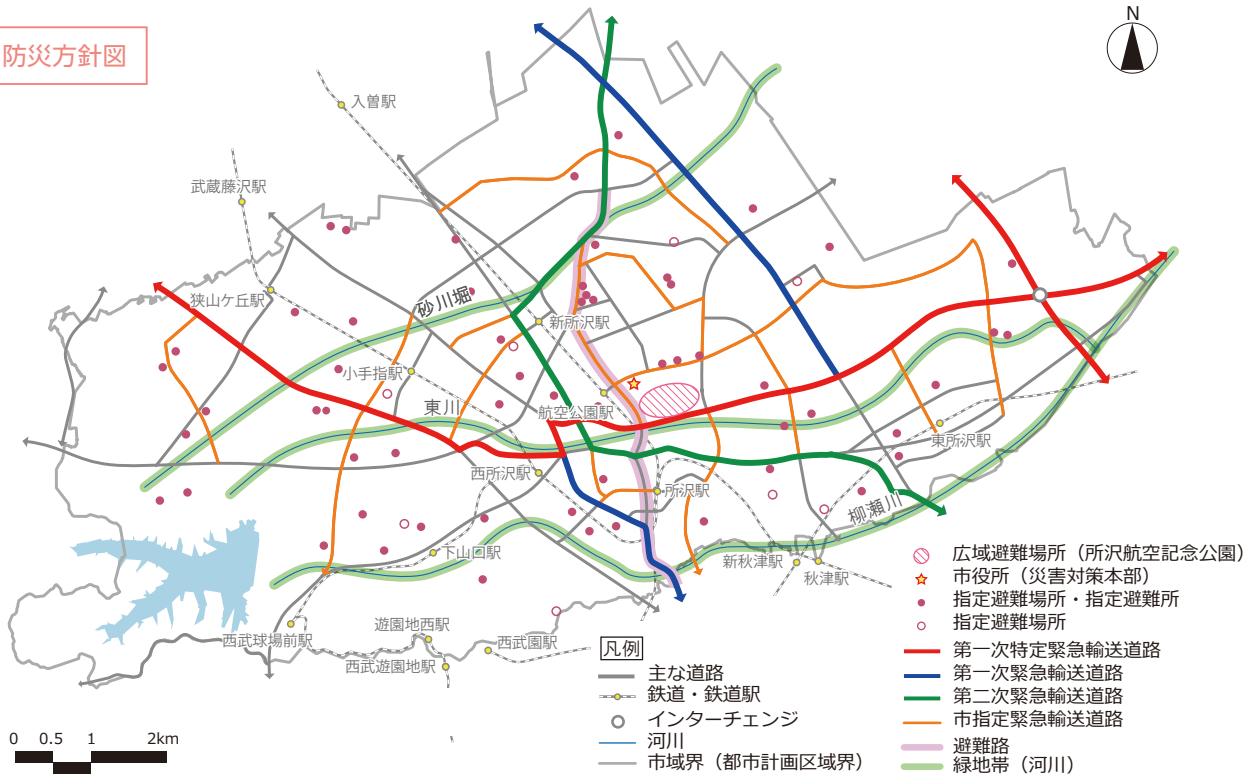 防災方針図
N
入曽駅
武蔵藤沢駅
狭山ケ丘駅
砂川堀
新所沢駅
小手指駅
東川
航空公園駅
東所沢駅
西所沢駅
所沢駅
柳瀬川
下山口駅
新秋津駅
秋津駅
西武球場前駅
遊園地西駅
西武園駅
西武遊園地駅
凡例
主な道路
鉄道・鉄道駅
インターチェンジ
河川
市域界（都市計画区域界）
広域避難場所（所沢航空記念公園）
市役所（災害対策本部）
指定避難場所・指定避難所
指定避難場所
第一次特定緊急輸送道路
第一次緊急輸送道路
第二次緊急輸送道路
市指定緊急輸送道路
避難路
緑地帯（河川）
0 0.5 1 2km